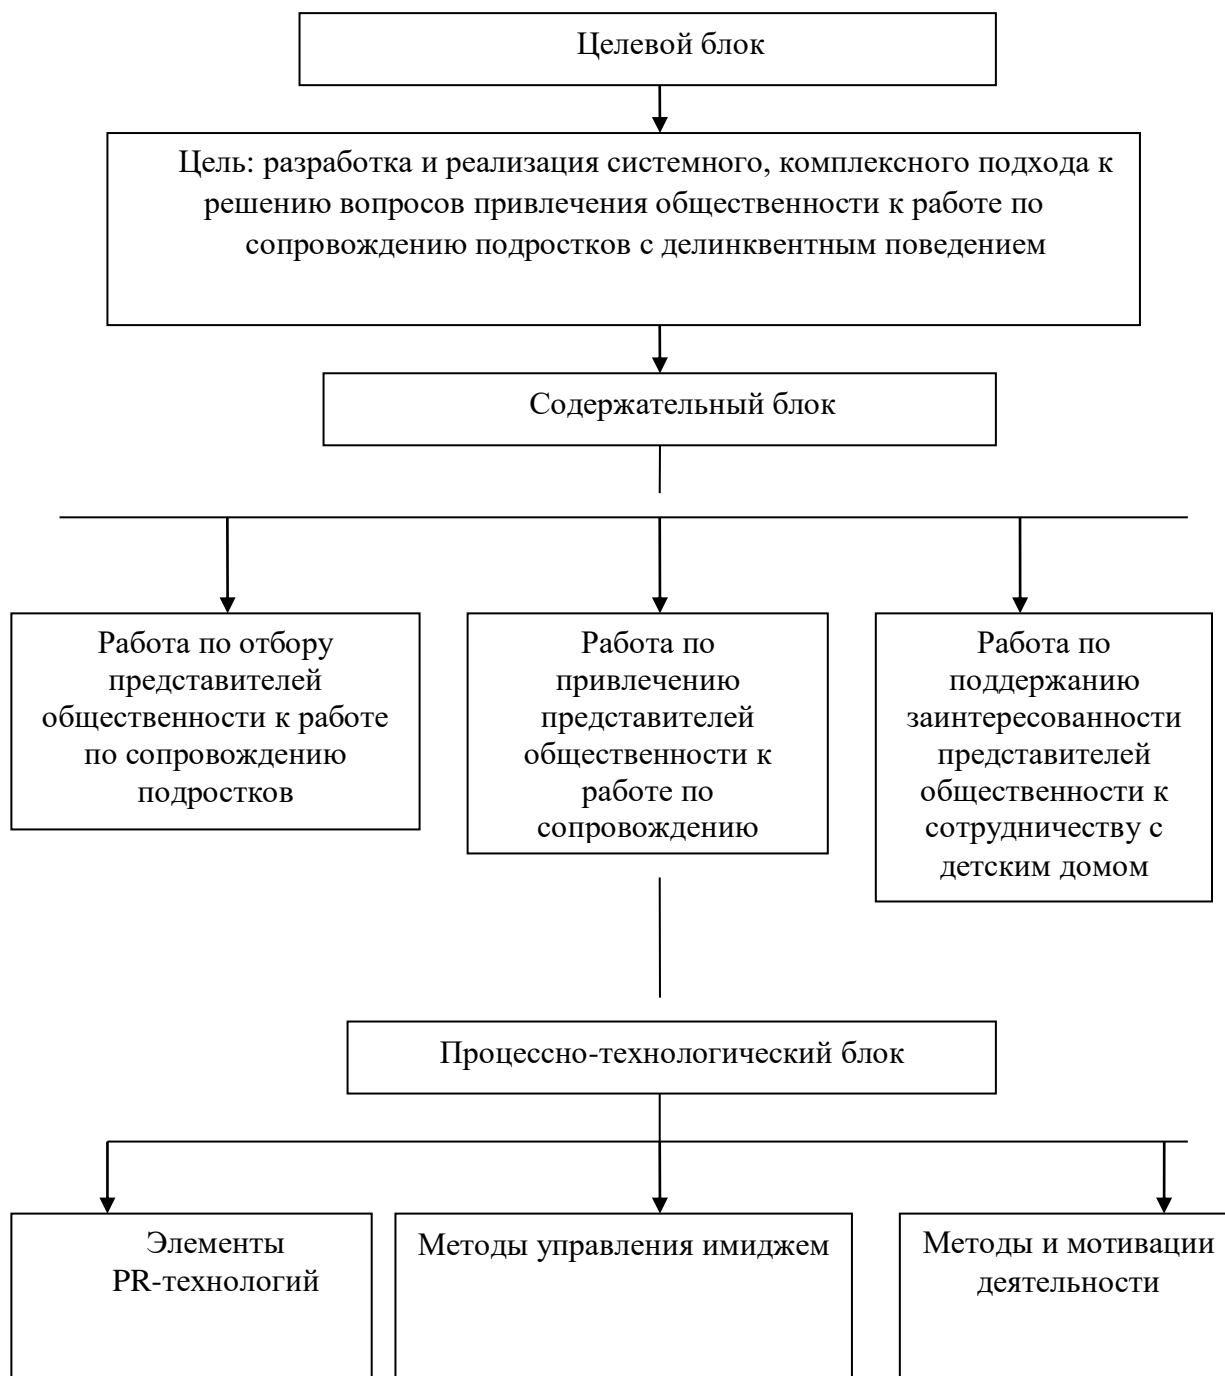 Целевой блок
Цель: разработка и реализация системного, комплексного подхода к
решению вопросов привлечения общественности к работе по
сопровождению подростков с делинквентным поведением
Содержательный блок
Работа по отбору
представителей
общественности к работе
по сопровождению
подростков
Работа по
привлечению
представителей
общественности к
работе по
сопровождению
Работа по
поддержанию
заинтересованности
представителей
общественности к
сотрудничеству с
детским домом
Процессно-технологический блок
Элементы
PR-технологий
Методы управления имиджем
Методы и мотивации
деятельности